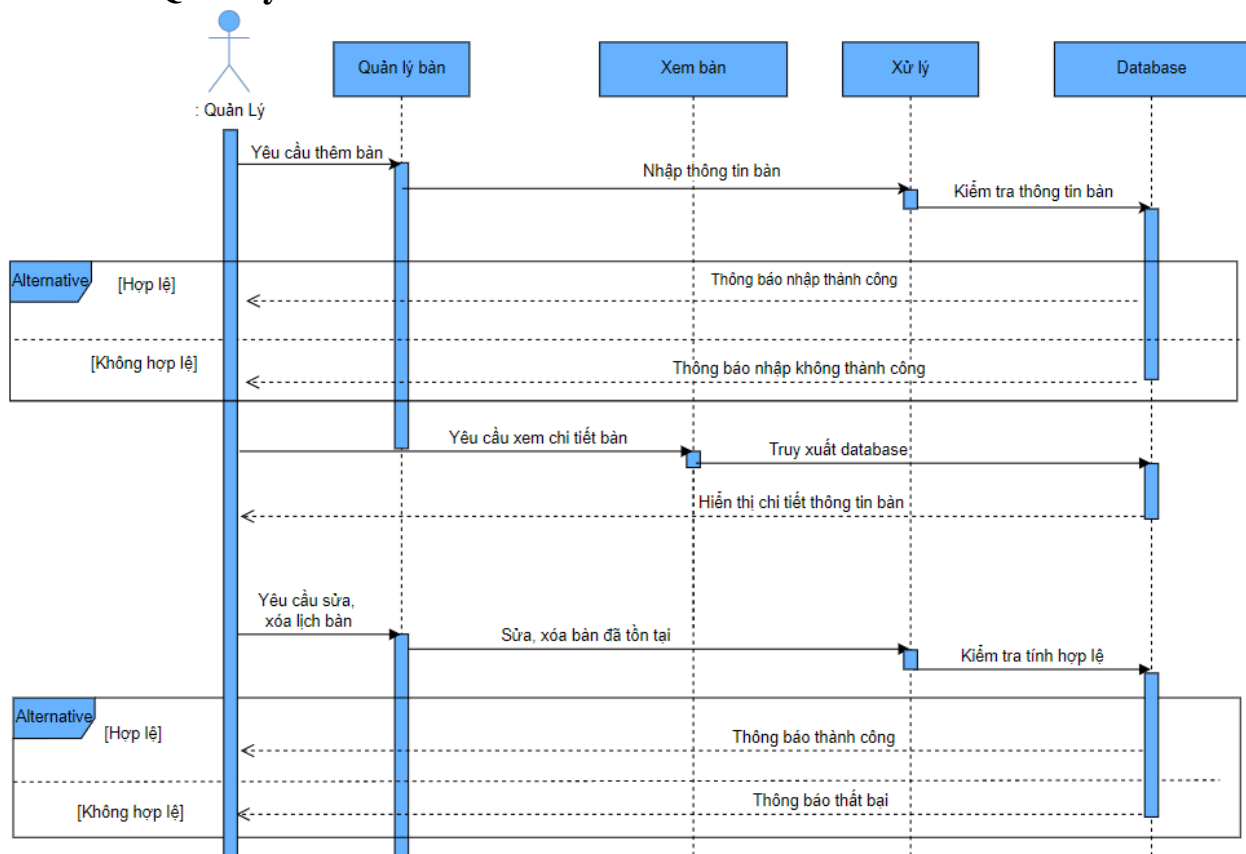 Quản lý bàn
Xem bàn
Xử lý
Database
: Quản Lý
Yêu cầu thêm bàn
Nhập thông tin bàn
Kiểm tra thông tin bàn
Alternative
[Hợp lệ]
Thông báo nhập thành công
[Không hợp lệ]
Thông báo nhập không thành công
Yêu cầu xem chi tiết bàn
Truy xuất database
Hiển thị chi tiết thông tin bàn
Yêu cầu sửa,
xóa lịch bàn
Sửa, xóa bàn đã tồn tại
Kiểm tra tính hợp lệ
Alternative
[Hợp lệ]
Thông báo thành công
[Không hợp lệ]
Thông báo thất bại